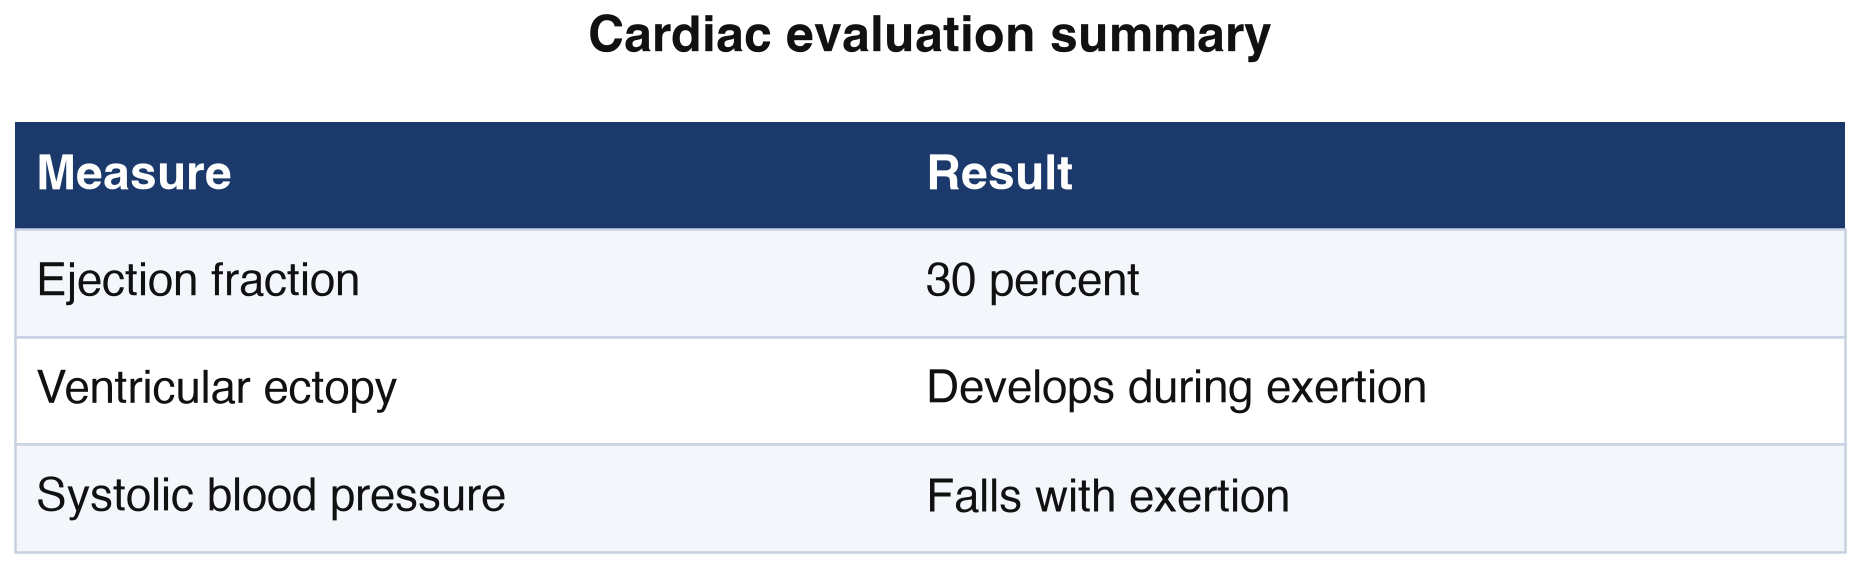 Cardiac evaluation summary
Measure Result
Ejection fraction 30 percent
Ventricular ectopy Develops during exertion
Systolic blood pressure Falls with exertion